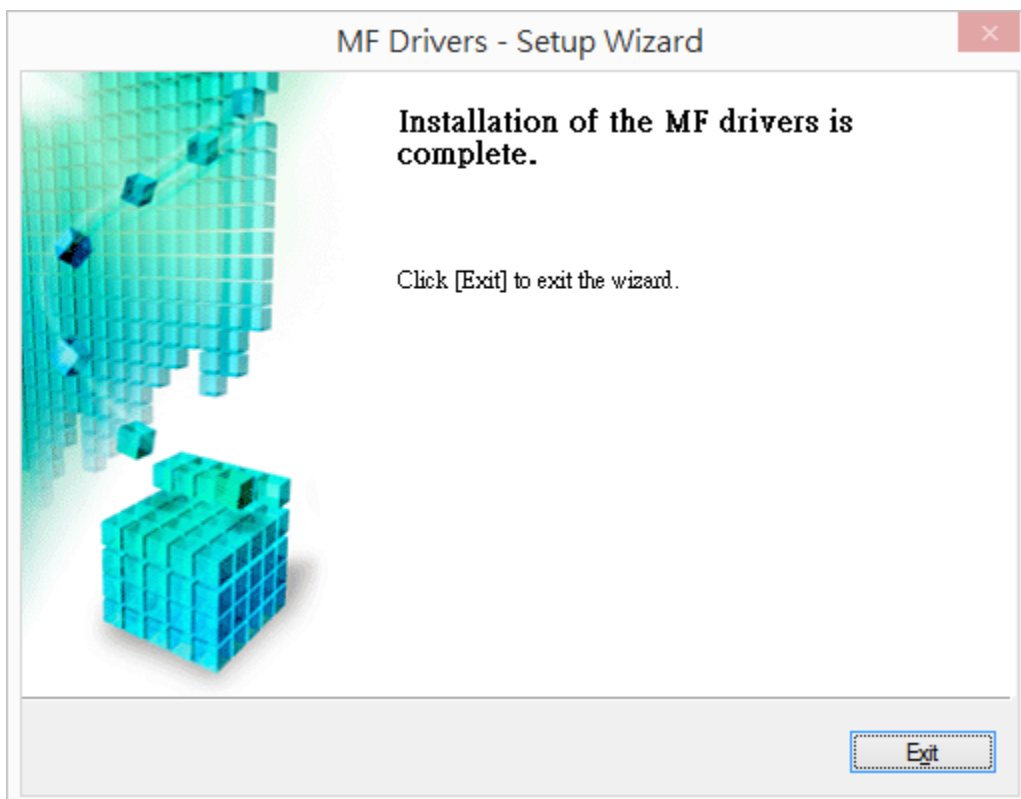 MF Drivers - Setup Wizard
Installation of the MF drivers is
complete.
Click [Exit] to exit the wizard.
Exit